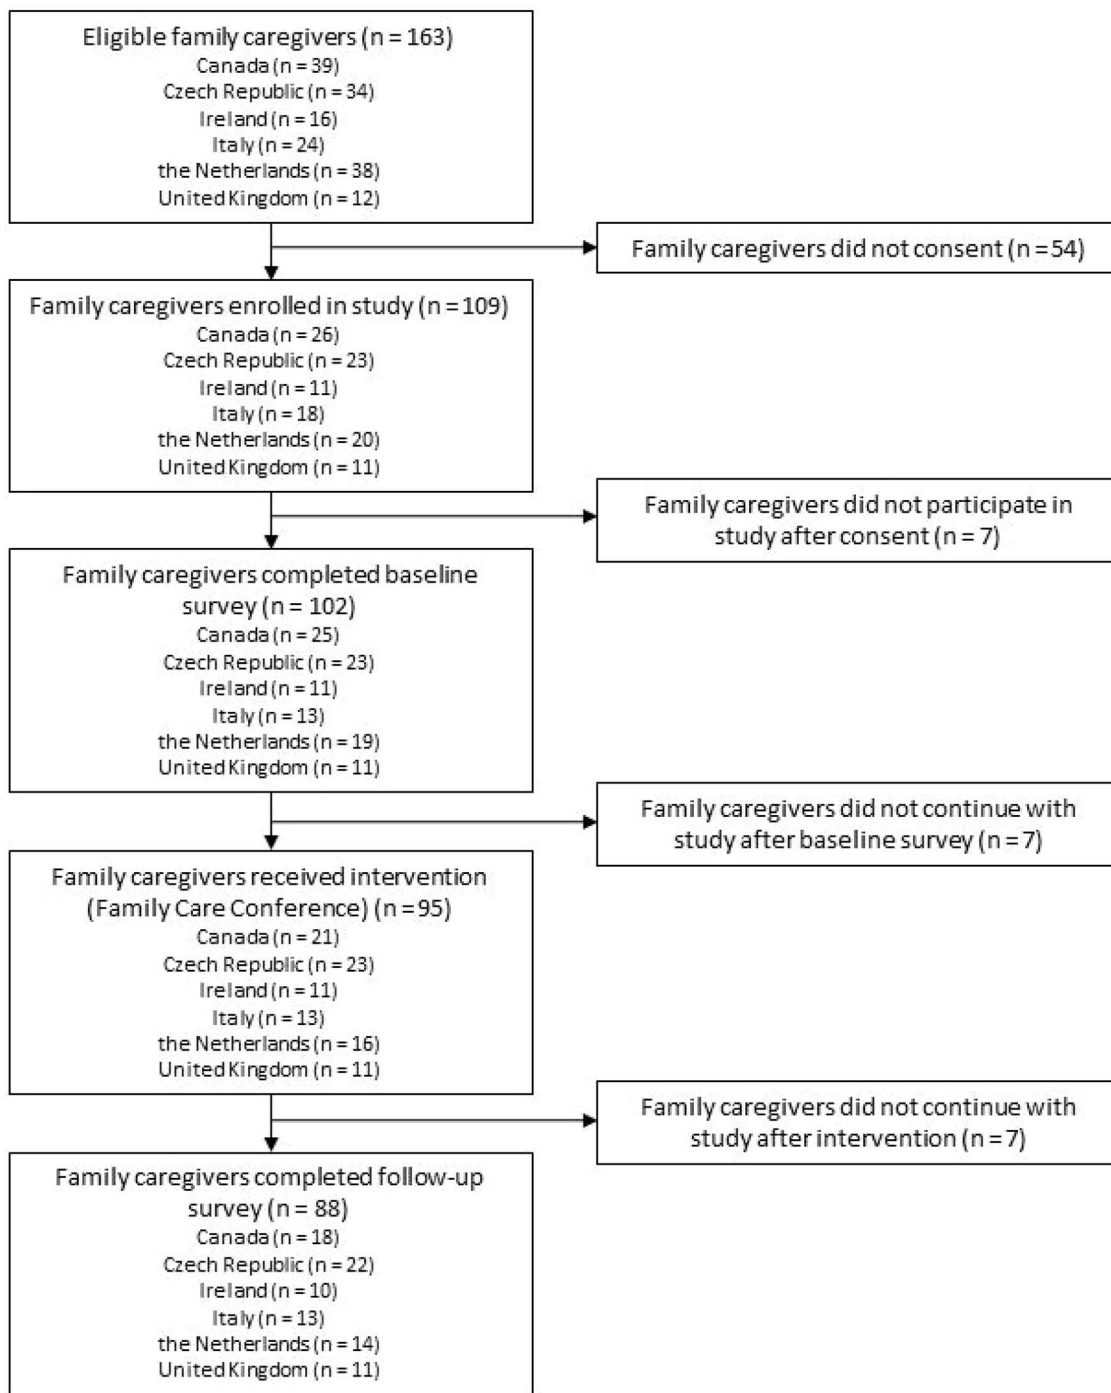 Eligible family caregivers (n = 163)
Canada (n = 39)
Czech Republic (n = 34)
Ireland (n = 16)
Italy (n = 24)
the Netherlands (n = 38)
United Kingdom (n = 12)
Family caregivers did not consent (n = 54)
Family caregivers enrolled in study (n = 109)
Canada (n = 26)
Czech Republic (n = 23)
Ireland (n = 11)
Italy (n = 18)
the Netherlands (n = 20)
United Kingdom (n = 11)
Family caregivers did not participate in
study after consent (n = 7)
Family caregivers completed baseline
survey (n = 102)
Canada (n = 25)
Czech Republic (n = 23)
Ireland (n = 11)
Italy (n = 13)
the Netherlands (n = 19)
United Kingdom (n = 11)
Family caregivers did not continue with
study after baseline survey (n = 7)
Family caregivers received intervention
(Family Care Conference) (n = 95)
Canada (n = 21)
Czech Republic (n = 23)
Ireland (n = 11)
Italy (n = 13)
the Netherlands (n = 16)
United Kingdom (n = 11)
Family caregivers did not continue with
study after intervention (n = 7)
Family caregivers completed follow-up
survey (n = 88)
Canada (n = 18)
Czech Republic (n = 22)
Ireland (n = 10)
Italy (n = 13)
the Netherlands (n = 14)
United Kingdom (n = 11)